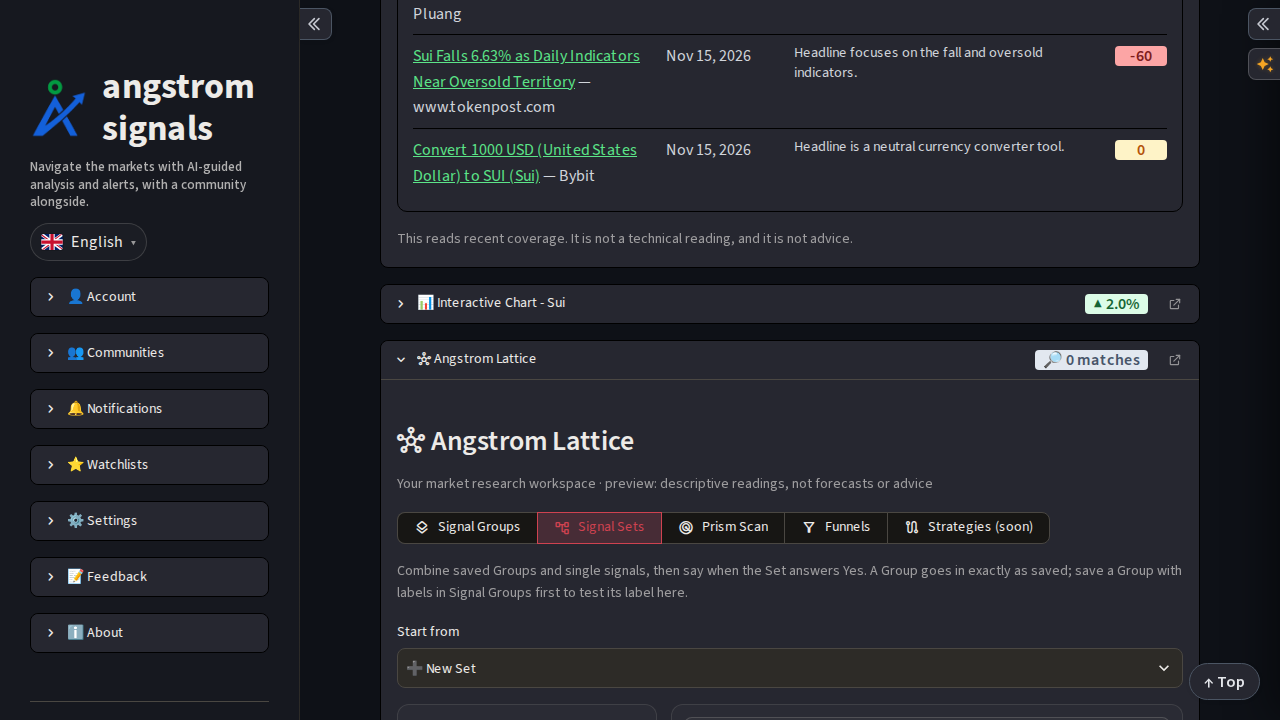 angstrom
signals
Navigate the markets with AI-guided
analysis and alerts, with a community
alongside.
English
👤 Account
👥 Communities
🔔 Notifications
⭐ Watchlists
⚙️ Settings
📝 Feedback
ℹ️ About
Pluang
Sui Falls 6.63% as Daily Indicators
Near Oversold Territory —
www.tokenpost.com
Nov 15, 2026
Headline focuses on the fall and oversold
indicators.
-60
Convert 1000 USD (United States
Dollar) to SUI (Sui) — Bybit
Nov 15, 2026
Headline is a neutral currency converter tool.
0
This reads recent coverage. It is not a technical reading, and it is not advice.
📊 Interactive Chart - Sui
▲ 2.0%
Angstrom Lattice
🔎 0 matches
Angstrom Lattice
Your market research workspace · preview: descriptive readings, not forecasts or advice
Signal Groups
Signal Sets
Prism Scan
Funnels
Strategies (soon)
Combine saved Groups and single signals, then say when the Set answers Yes. A Group goes in exactly as saved; save a Group with
labels in Signal Groups first to test its label here.
Start from
➕ New Set
↑ Top